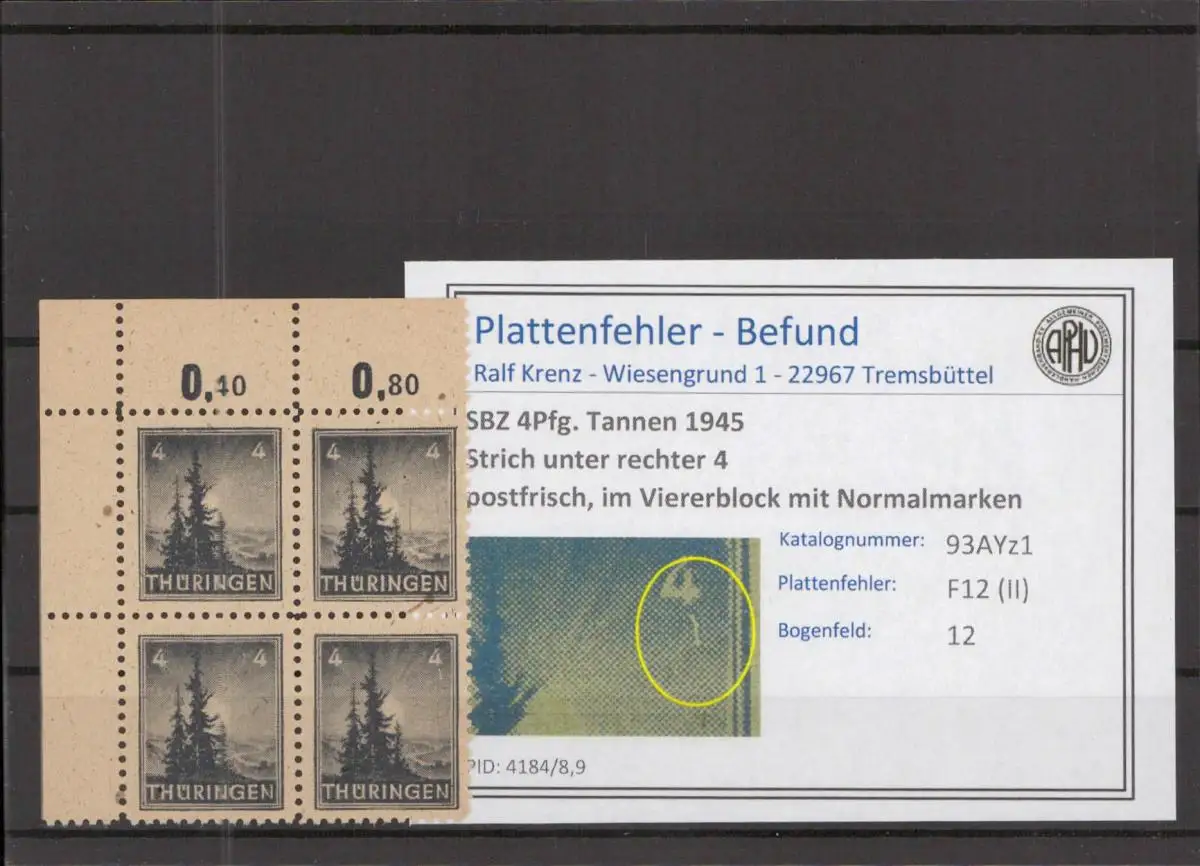 0,40
0,80
4 4
4 4
THÜRINGEN
THÜRINGEN
4 4
4 4
THÜRINGEN
THÜRINGEN
Plattenfehler - Befund
Ralf Krenz - Wiesengrund 1 - 22967 Tremsbüttel
APHV
SBZ 4Pfg. Tannen 1945
Strich unter rechter 4
postfrisch, im Viererblock mit Normalmarken
4
Katalognummer: 93AYz1
Plattenfehler: F12 (II)
Bogenfeld: 12
PID: 4184/8,9